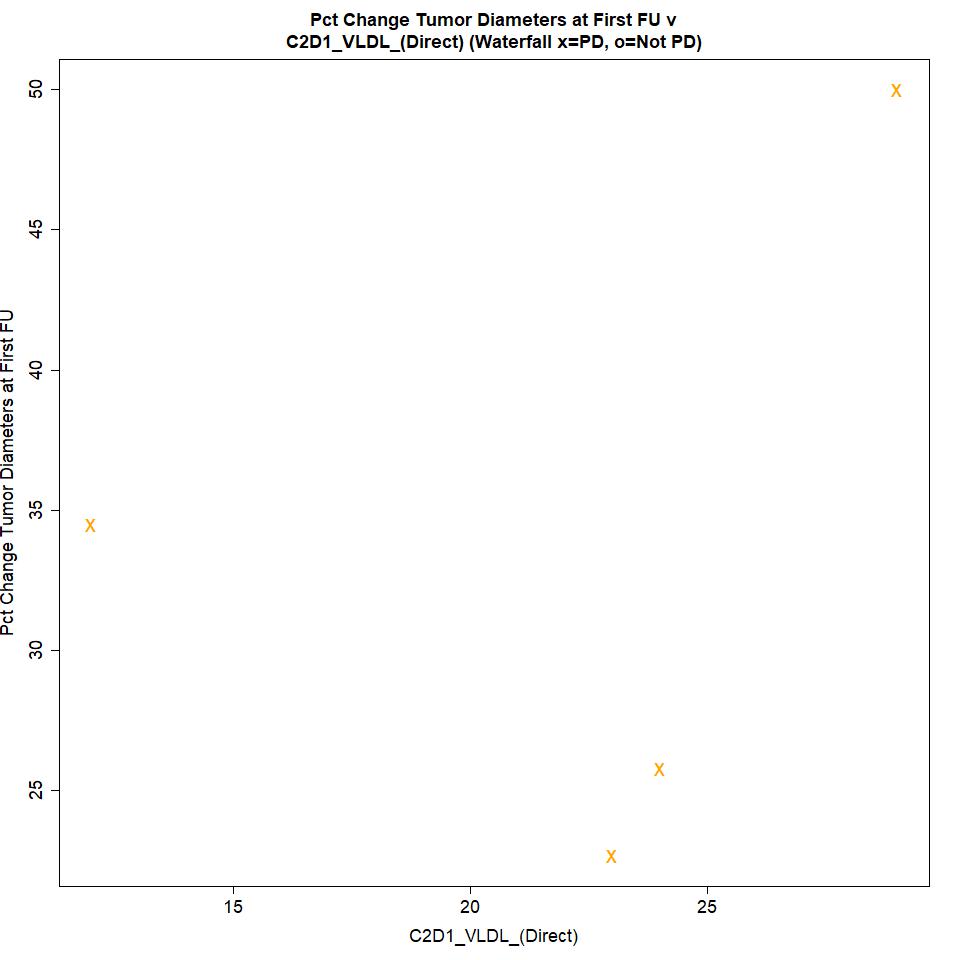 Pct Change Tumor Diameters at First FU v
C2D1_VLDL_(Direct) (Waterfall x=PD, o=Not PD)
Pct Change Tumor Diameters at First FU
50
45
40
35
30
25
X
X
X
X
15
20
25
C2D1_VLDL_(Direct)